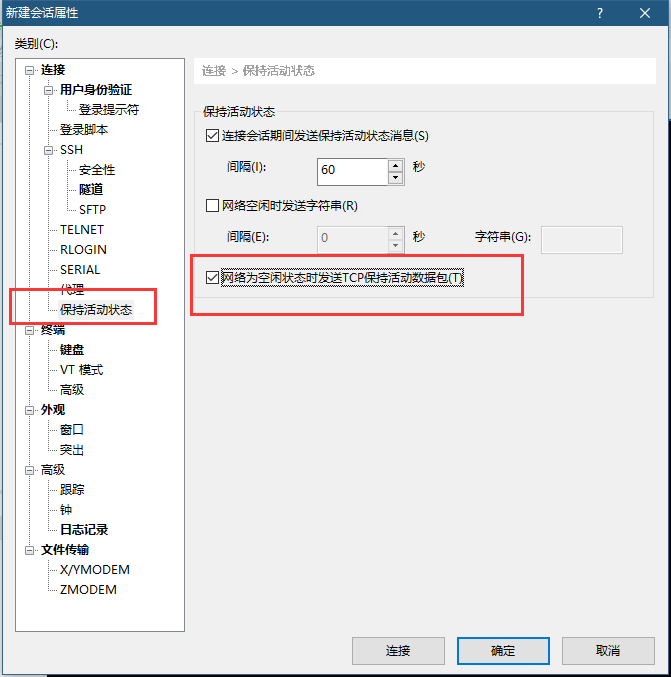 新建会话属性
类别(C):
连接
用户身份验证
登录提示符
登录脚本
SSH
安全性
隧道
SFTP
TELNET
RLOGIN
SERIAL
代理
保持活动状态
终端
键盘
VT 模式
高级
外观
窗口
突出
高级
跟踪
钟
日志记录
文件传输
X/YMODEM
ZMODEM
连接 > 保持活动状态
保持活动状态
连接会话期间发送保持活动状态消息(S)
间隔(I): 60 秒
网络空闲时发送字符串(R)
间隔(E): 0 秒 字符串(G):
网络为空闲状态时发送TCP保持活动数据包(T)
连接 确定 取消